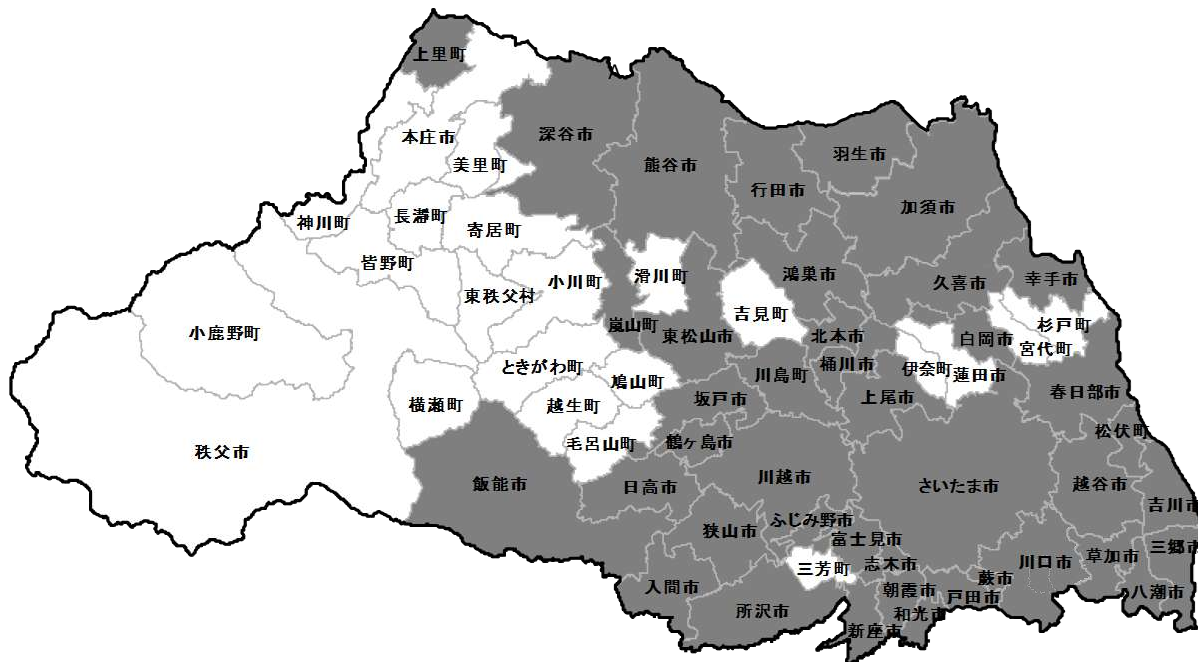 上里町
本庄市
深谷市
美里町
熊谷市
羽生市
行田市
加須市
神川町
長瀞町
寄居町
皆野町
小川町
滑川町
鴻巣市
久喜市
幸手市
東秩父村
吉見町
小鹿野町
嵐山町
東松山市
北本市
白岡市
杉戸町
宮代町
ときがわ町
鳩山町
川島町
桶川市
伊奈町
蓮田市
横瀬町
越生町
坂戸市
上尾市
春日部市
毛呂山町
鶴ヶ島市
松伏町
秩父市
飯能市
日高市
川越市
さいたま市
越谷市
吉川市
狭山市
ふじみ野市
富士見市
三郷市
三芳町
志木市
川口市
草加市
入間市
朝霞市
蕨市
戸田市
八潮市
所沢市
和光市
新座市